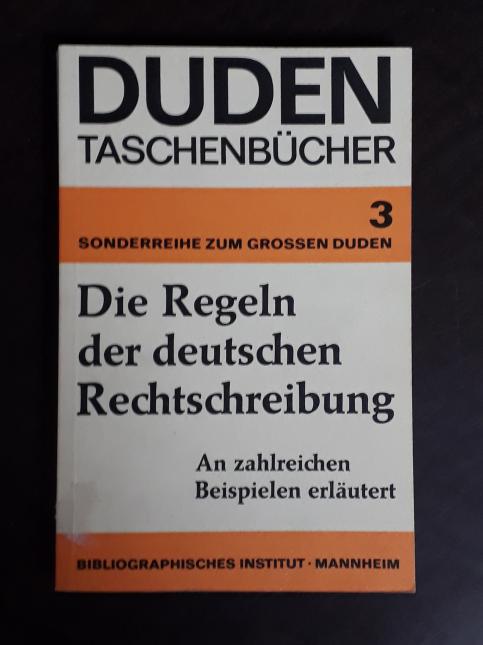 DUDEN
TASCHENBÜCHER
3
SONDERREIHE ZUM GROSSEN DUDEN
Die Regeln
der deutschen
Rechtschreibung
An zahlreichen
Beispielen erläutert
BIBLIOGRAPHISCHES INSTITUT · MANNHEIM